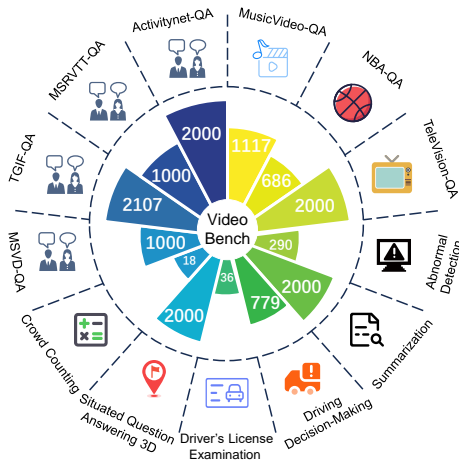 Activitynet-QA
MusicVideo-QA
NBA-QA
TeleVision-QA
Abnormal
Detection
Summarization
Driving
Decision-Making
Driver's License
Examination
Situated Question
Answering 3D
Crowd Counting
MSVD-QA
TGIF-QA
MSRVTT-QA
2000
1117
686
2000
290
2000
779
36
2000
18
1000
2107
1000
Video
Bench